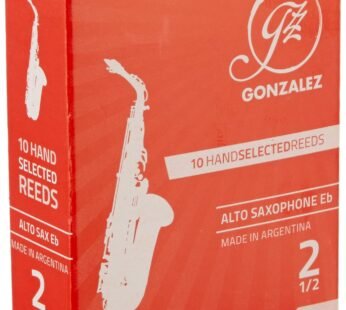 GZ
GONZALEZ
10 HANDSELECTEDREEDS
ALTO SAXOPHONE Eb
MADE IN ARGENTINA
2
1/2
10 HAND
SELECTED
REEDS
ALTO SAX Eb
MADE IN ARGENTINA
2